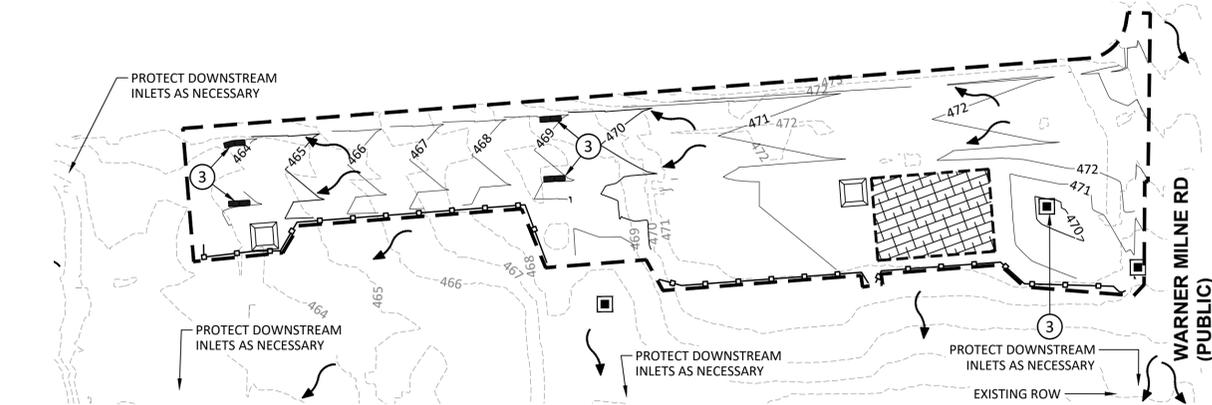 PROTECT DOWNSTREAM
INLETS AS NECESSARY
473
472
472
471
472
472
470
469
468
467
466
465
464
3
3
472
471
470?
471
470
469
468
467
466
465
464
3
PROTECT DOWNSTREAM
INLETS AS NECESSARY
PROTECT DOWNSTREAM
INLETS AS NECESSARY
PROTECT DOWNSTREAM
INLETS AS NECESSARY
EXISTING ROW
WARNER MILNE RD
(PUBLIC)